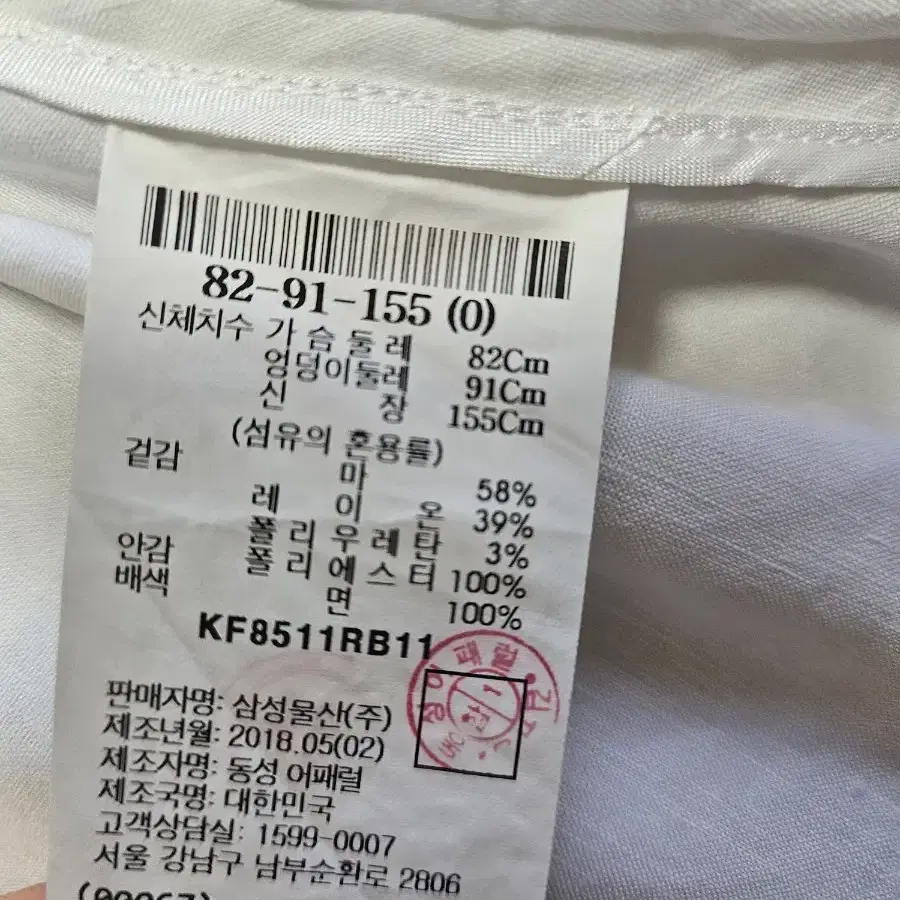 82-91-155 (0)
신체치수 가슴둘레 82Cm
엉덩이둘레 91Cm
신장 155Cm
(섬유의 혼용률)
겉감 마 58%
레이온 39%
폴리우레탄 3%
안감 폴리에스터 100%
배색 면 100%
KF8511RB11
판매자명: 삼성물산(주)
제조년월: 2018.05(02)
제조자명: 동성 어패럴
제조국명: 대한민국
고객상담실: 1599-0007
서울 강남구 남부순환로 2806